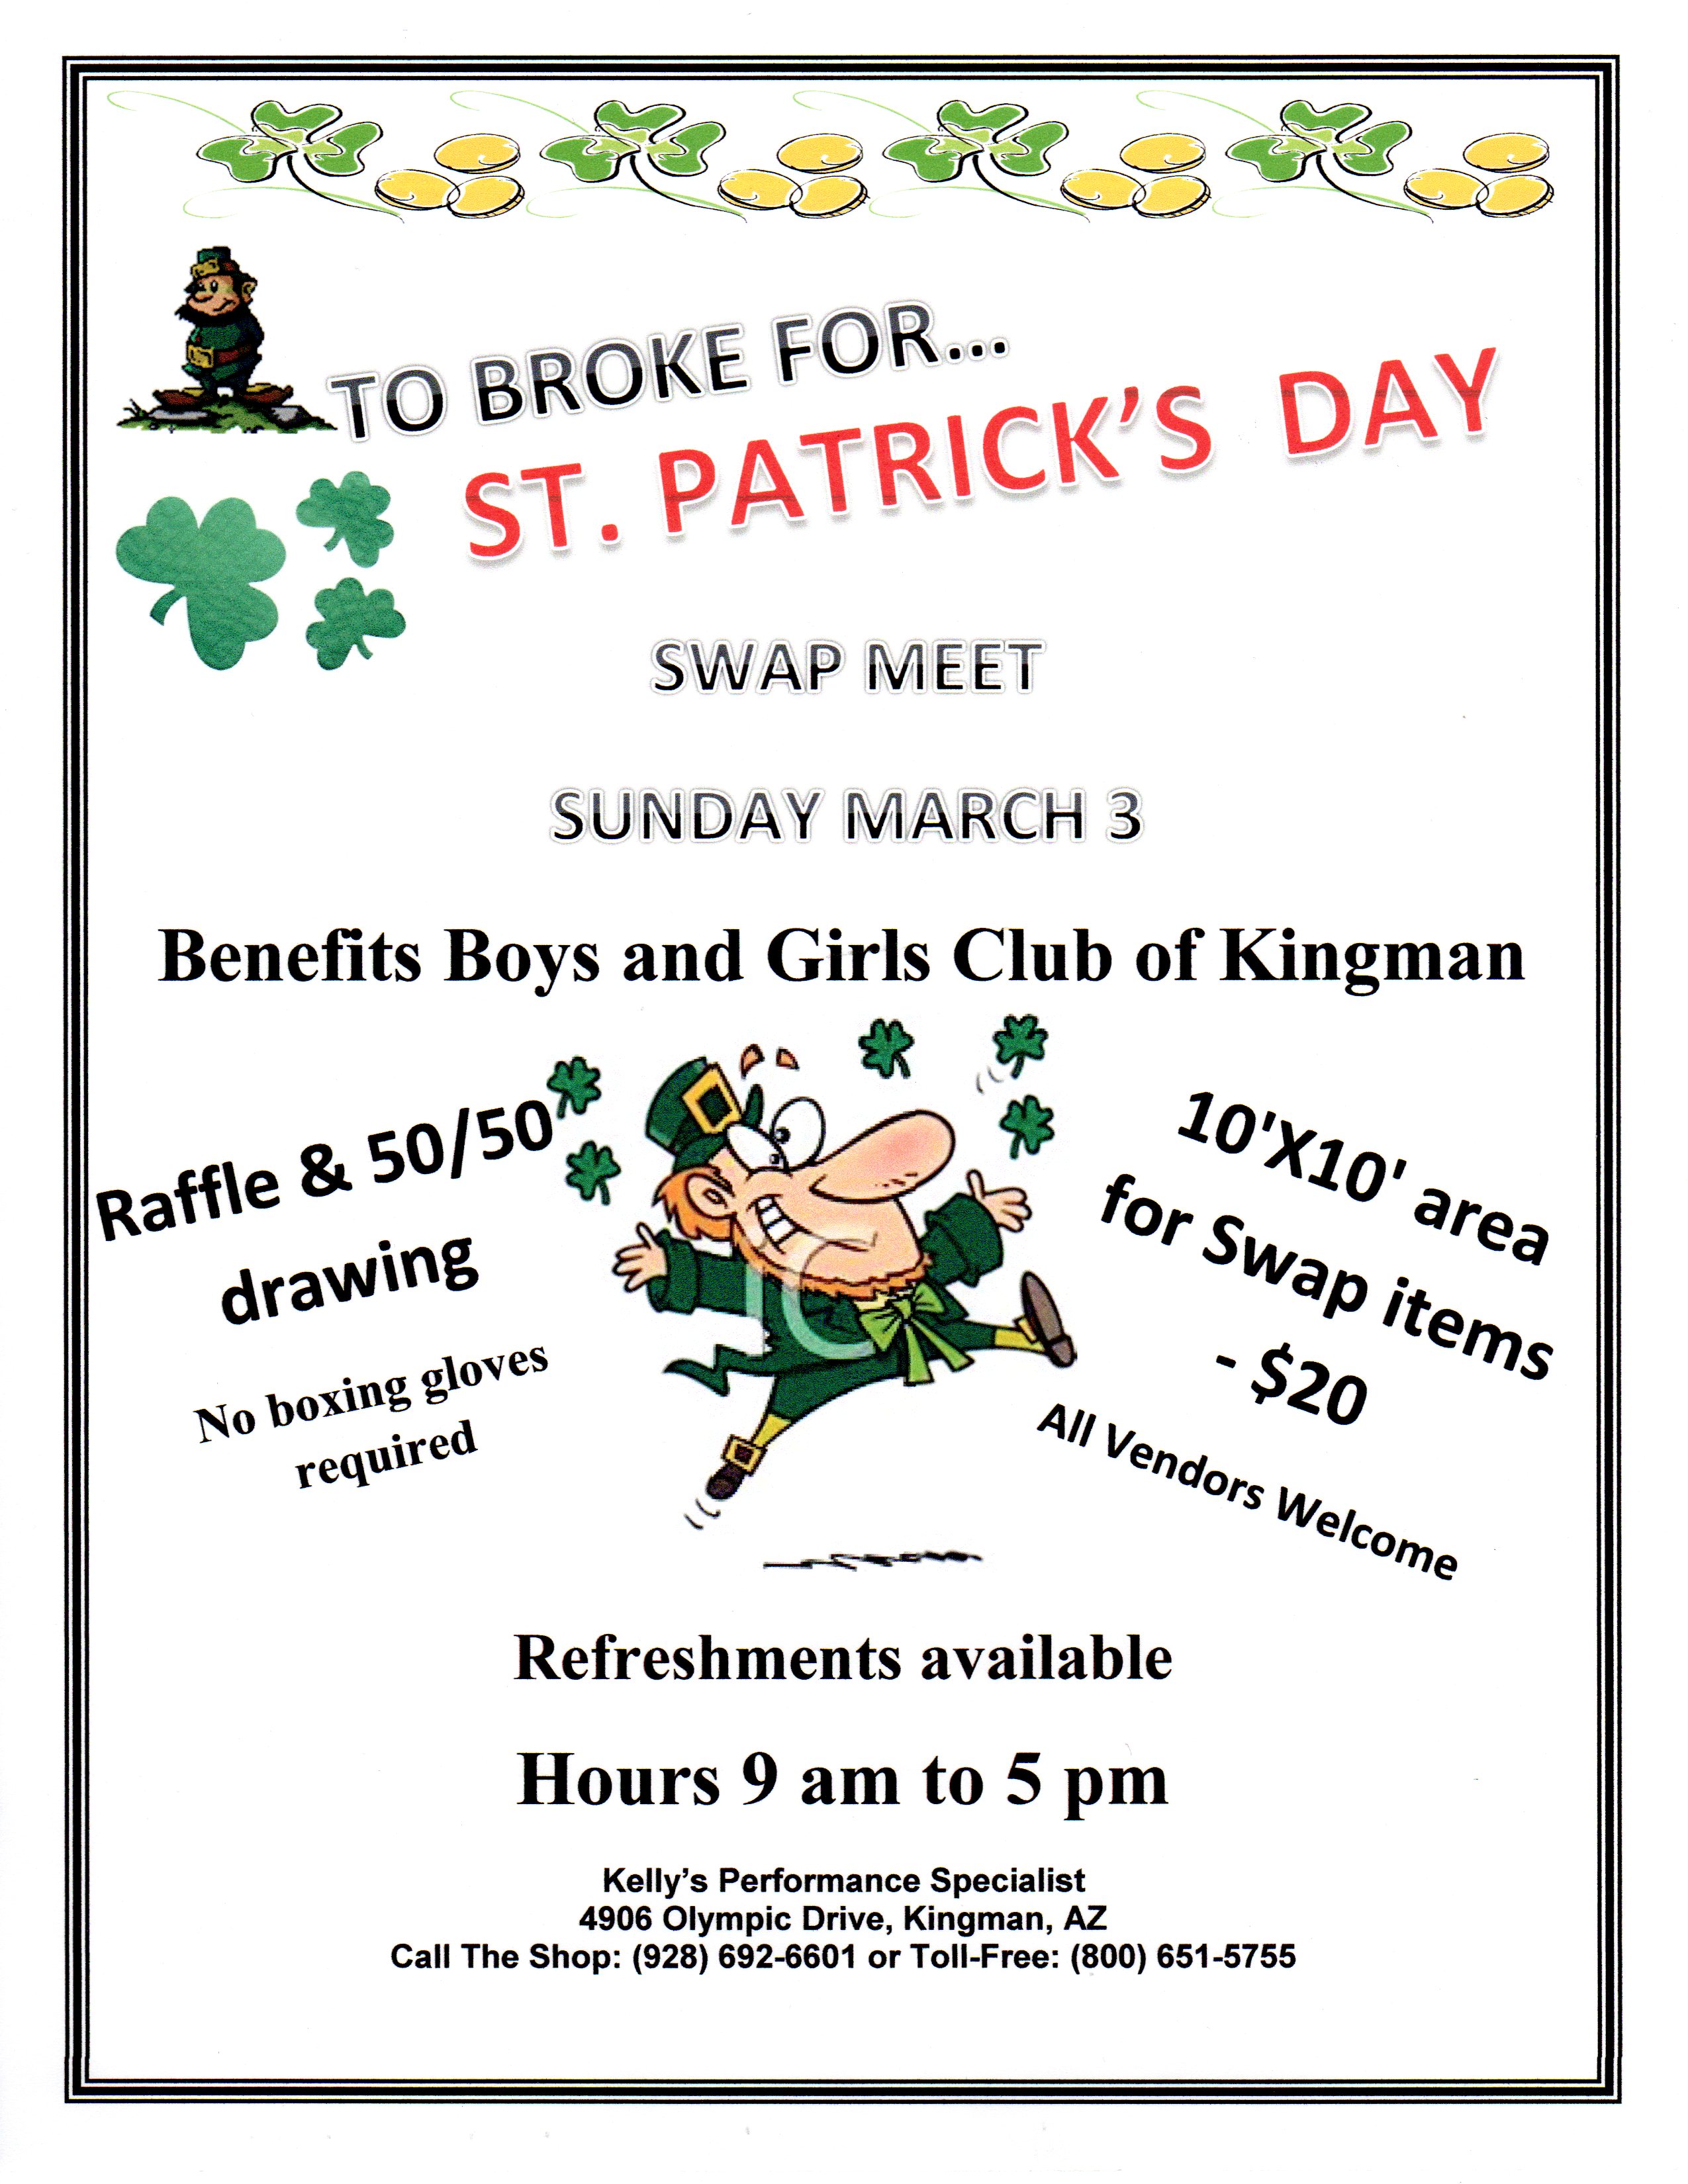 TO BROKE FOR...
ST. PATRICK'S DAY
SWAP MEET
SUNDAY MARCH 3
Benefits Boys and Girls Club of Kingman
Raffle & 50/50
drawing
No boxing gloves
required
10'X10' area
for Swap items
- $20
All Vendors Welcome
Refreshments available
Hours 9 am to 5 pm
Kelly's Performance Specialist
4906 Olympic Drive, Kingman, AZ
Call The Shop: (928) 692-6601 or Toll-Free: (800) 651-5755